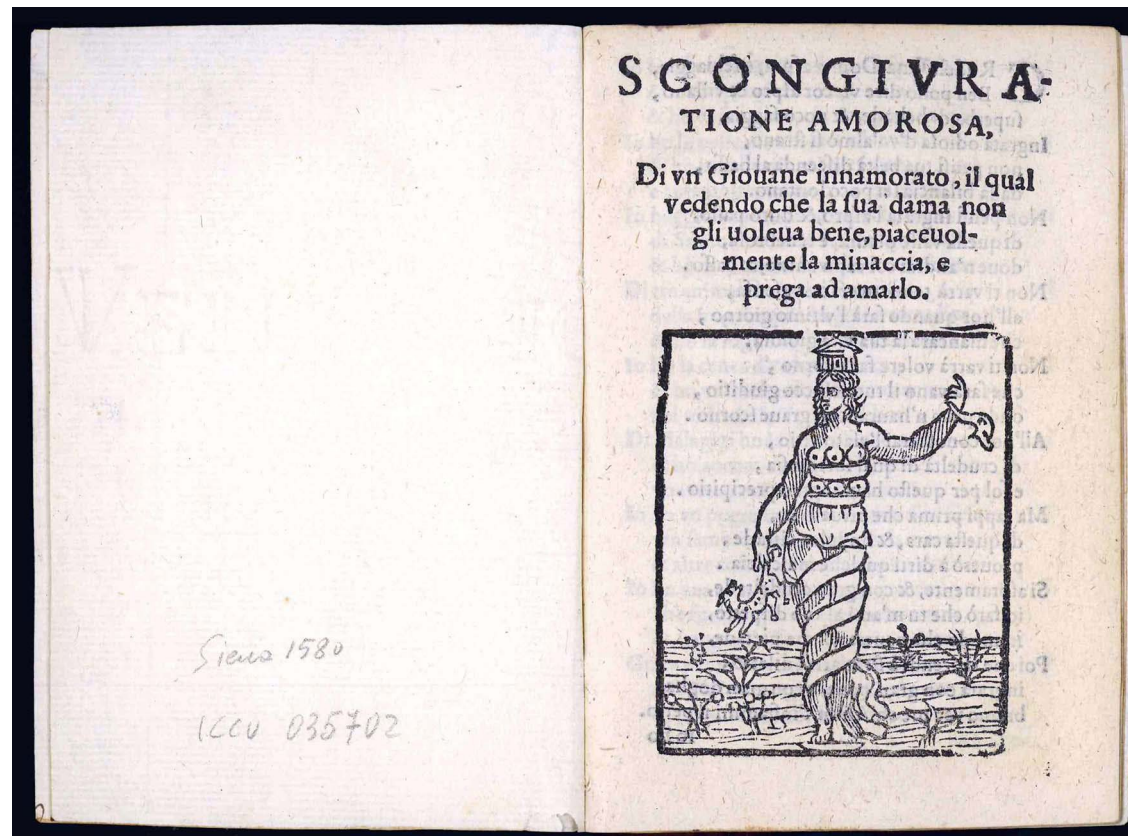 Siena 1580
ICCU 035702
SCONGIVRA-
TIONE AMOROSA,
Di vn Giouane innamorato, il qual
vedendo che la ſua dama non
gli uoleua bene, piaceuol-
mente la minaccia, e
prega ad amarlo.